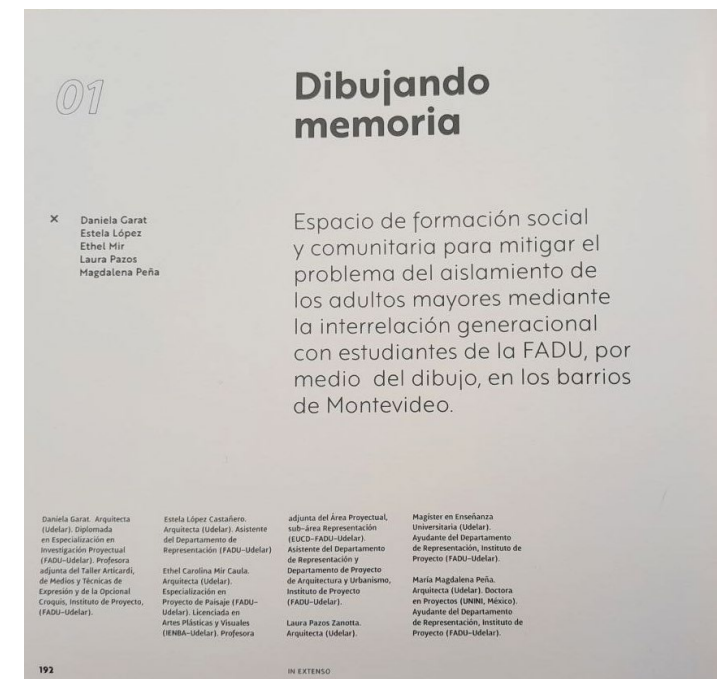 01
Dibujando
memoria
× Daniela Garat
Estela López
Ethel Mir
Laura Pazos
Magdalena Peña
Espacio de formación social
y comunitaria para mitigar el
problema del aislamiento de
los adultos mayores mediante
la interrelación generacional
con estudiantes de la FADU, por
medio del dibujo, en los barrios
de Montevideo.
Daniela Garat. Arquitecta
(Udelar). Diplomada
en Especialización en
Investigación Proyectual
(FADU-Udelar). Profesora
adjunta del Taller Articardi,
de Medios y Técnicas de
Expresión y de la Opcional
Croquis, Instituto de Proyecto,
(FADU-Udelar).
Estela López Castañero.
Arquitecta (Udelar). Asistente
del Departamento de
Representación (FADU-Udelar)
Ethel Carolina Mir Caula.
Arquitecta (Udelar).
Especialización en
Proyecto de Paisaje (FADU-
Udelar). Licenciada en
Artes Plásticas y Visuales
(IENBA-Udelar). Profesora
adjunta del Área Proyectual,
sub-área Representación
(EUCD-FADU-Udelar).
Asistente del Departamento
de Representación y
Departamento de Proyecto
de Arquitectura y Urbanismo,
Instituto de Proyecto
(FADU-Udelar).
Laura Pazos Zanotta.
Arquitecta (Udelar).
Magíster en Enseñanza
Universitaria (Udelar).
Ayudante del Departamento
de Representación, Instituto de
Proyecto (FADU-Udelar).
María Magdalena Peña.
Arquitecta (Udelar). Doctora
en Proyectos (UNINI, México).
Ayudante del Departamento
de Representación, Instituto de
Proyecto (FADU-Udelar).
192
IN EXTENSO